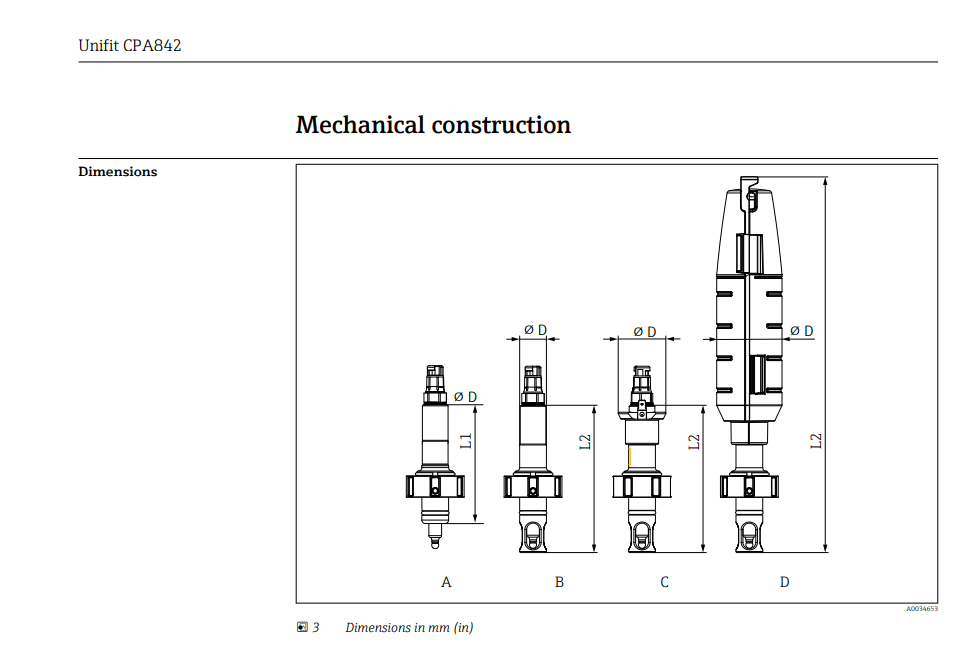 Unifit CPA842
Mechanical construction
Dimensions
Ø D
Ø D
Ø D
Ø D
L1
L2
L2
L2
A B C D
A0034653
3 Dimensions in mm (in)